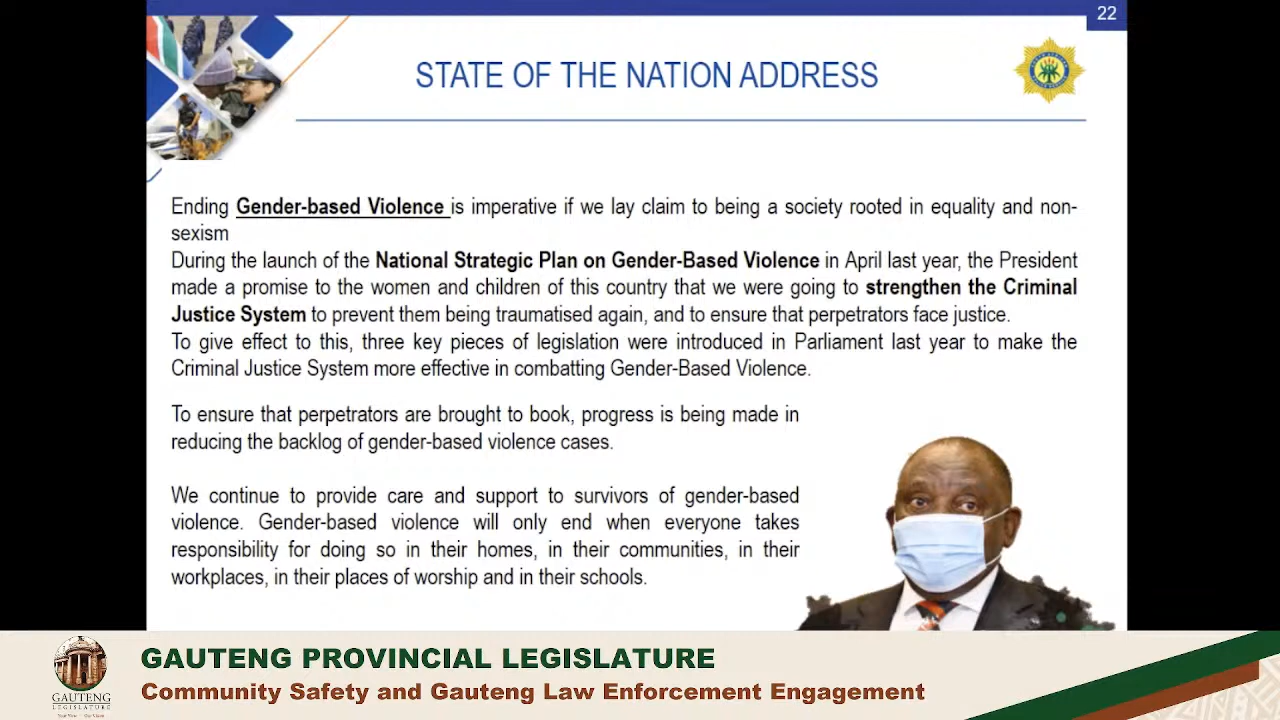 22
STATE OF THE NATION ADDRESS
Ending Gender-based Violence is imperative if we lay claim to being a society rooted in equality and non-
sexism
During the launch of the National Strategic Plan on Gender-Based Violence in April last year, the President
made a promise to the women and children of this country that we were going to strengthen the Criminal
Justice System to prevent them being traumatised again, and to ensure that perpetrators face justice.
To give effect to this, three key pieces of legislation were introduced in Parliament last year to make the
Criminal Justice System more effective in combatting Gender-Based Violence.
To ensure that perpetrators are brought to book, progress is being made in
reducing the backlog of gender-based violence cases.
We continue to provide care and support to survivors of gender-based
violence. Gender-based violence will only end when everyone takes
responsibility for doing so in their homes, in their communities, in their
workplaces, in their places of worship and in their schools.
GAUTENG PROVINCIAL LEGISLATURE
Community Safety and Gauteng Law Enforcement Engagement
GAUTENG
LEGISLATURE